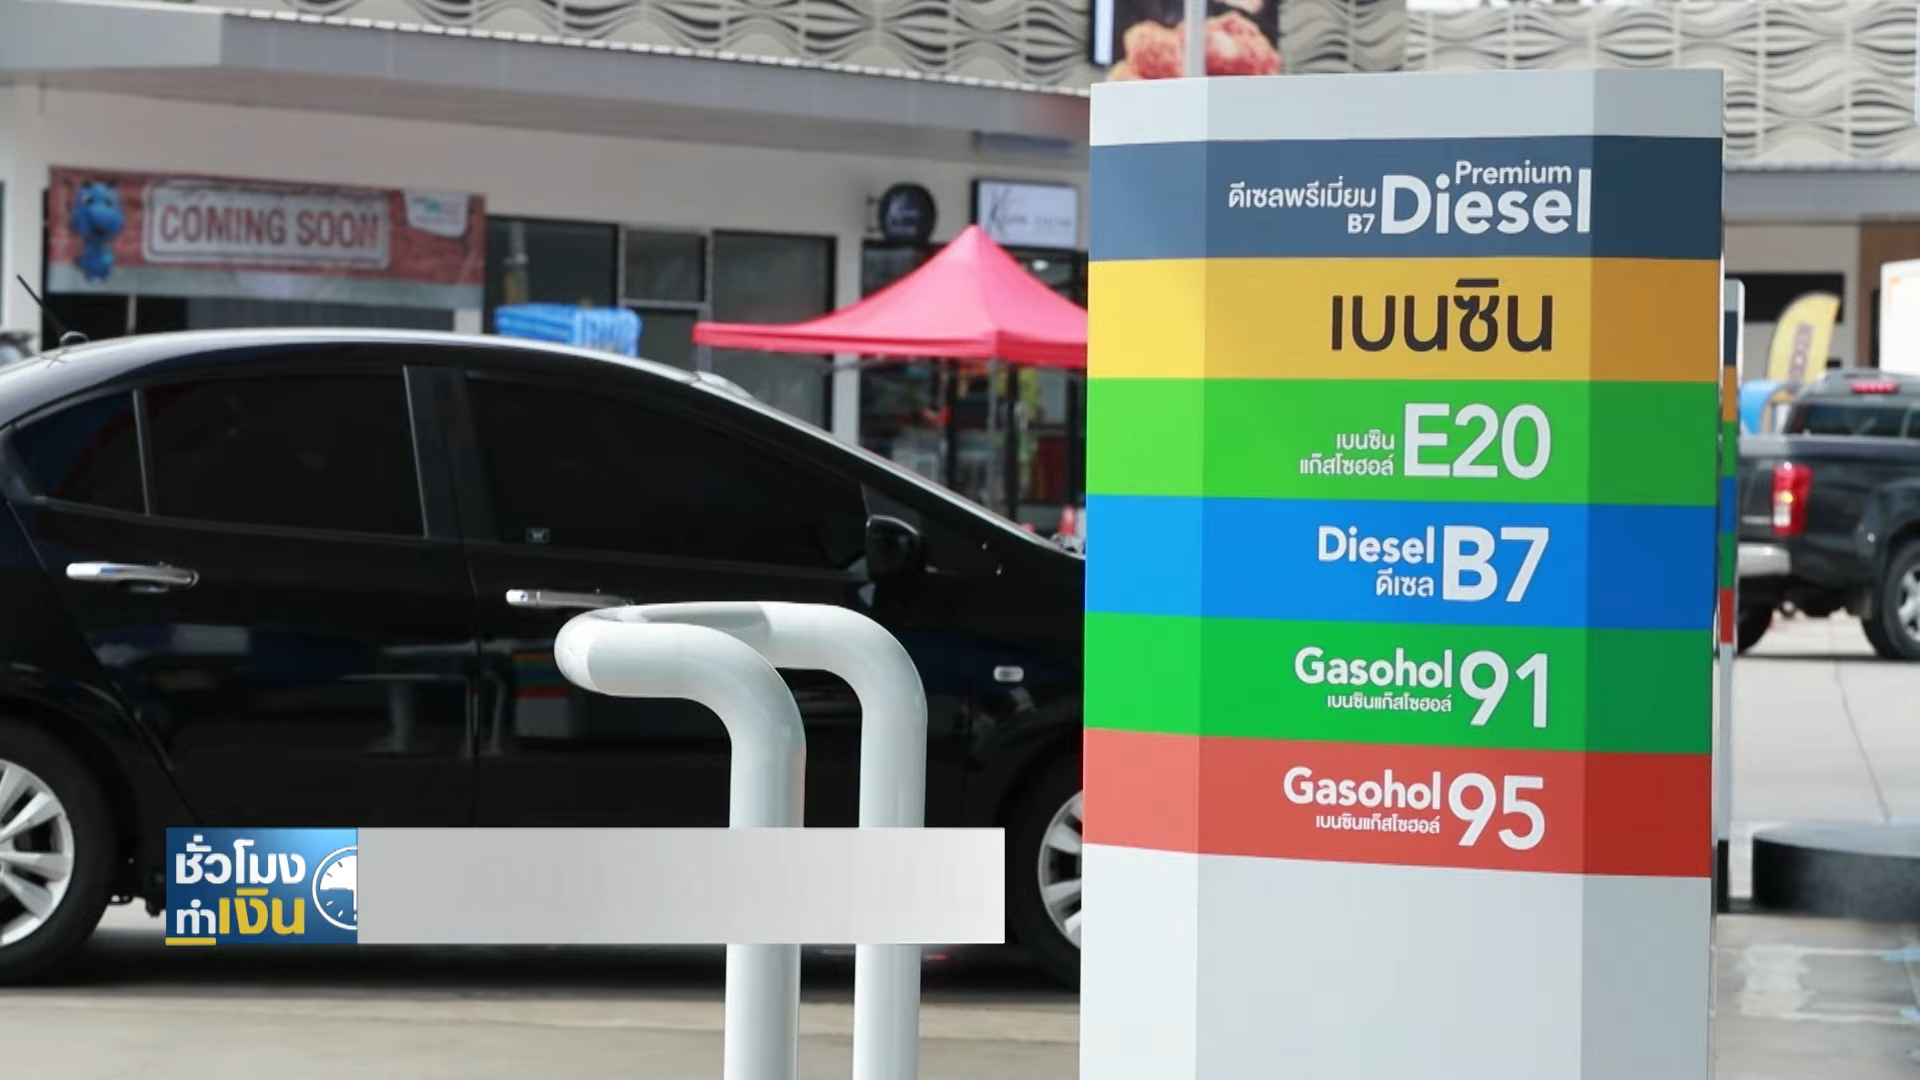 COMING SOON
Premium
ดีเซลพรีเมี่ยม Diesel
B7
เบนซิน
เบนซิน
แก๊สโซฮอล์ E20
Diesel
ดีเซล B7
Gasohol 91
เบนซินแก๊สโซฮอล์
Gasohol 95
เบนซินแก๊สโซฮอล์
ชั่วโมง
ทำเงิน